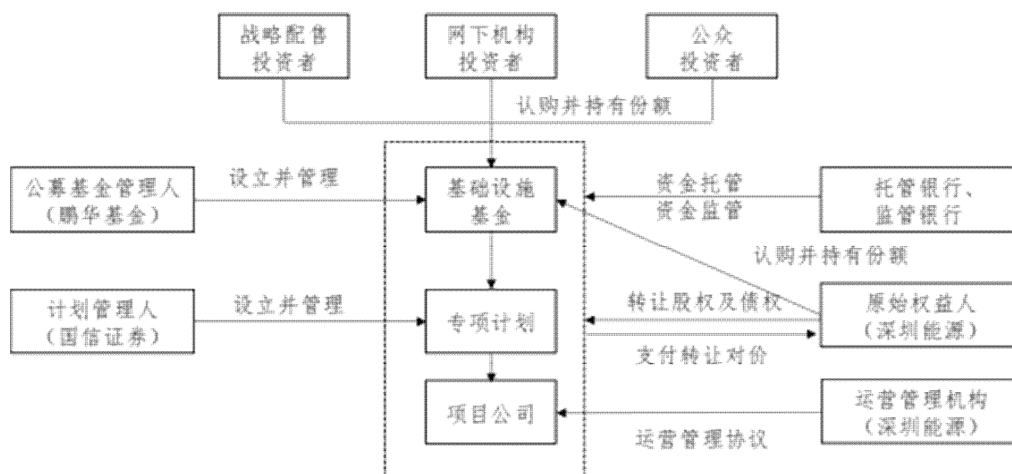 战略配售
投资者
网下机构
投资者
公众
投资者
认购并持有份额
公募基金管理人
（鹏华基金）
设立并管理
基础设施
基金
资金托管
资金监管
托管银行、
监管银行
认购并持有份额
计划管理人
（国信证券）
设立并管理
专项计划
转让股权及债权
支付转让对价
原始权益人
（深圳能源）
项目公司
运营管理协议
运营管理机构
（深圳能源）